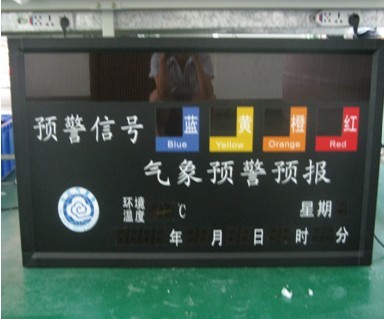 预警信号 蓝 黄 橙 红
Blue Yellow Orange Red
气象预警预报
环境温度 ℃ 星期
年 月 日 时 分